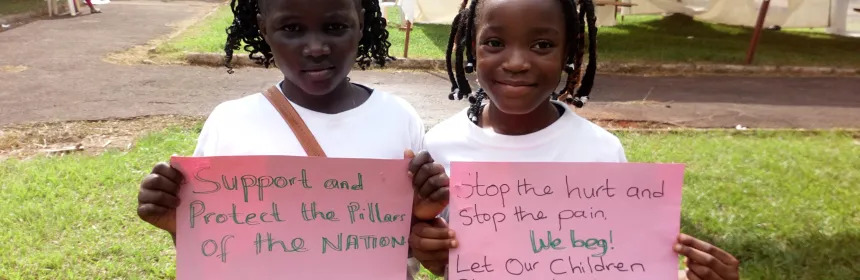 Support and
Protect the Pillars
of the NATION
Stop the hurt and
Stop the pain.
We beg!
Let Our Children